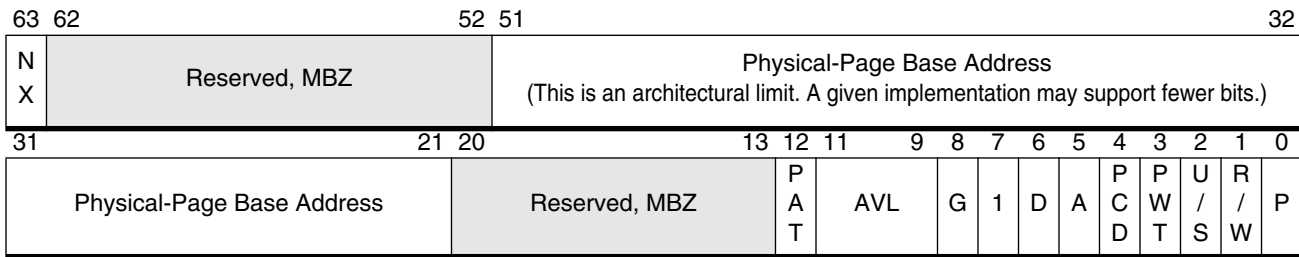 63 62 52 51 32
N
X
Reserved, MBZ
Physical-Page Base Address
(This is an architectural limit. A given implementation may support fewer bits.)
31 21 20 13 12 11 9 8 7 6 5 4 3 2 1 0
Physical-Page Base Address
Reserved, MBZ
P
A
T
AVL
G
1
D
A
P
C
D
P
W
T
U
/
S
R
/
W
P